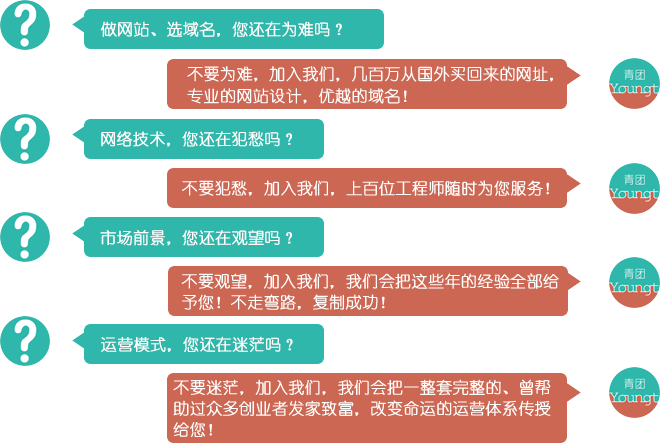 ?
做网站、选域名，您还在为难吗？
不要为难，加入我们，几百万从国外买回来的网址，
专业的网站设计，优越的域名！
青团
Youngt
?
网络技术，您还在犯愁吗？
不要犯愁，加入我们，上百位工程师随时为您服务！
青团
Youngt
?
市场前景，您还在观望吗？
不要观望，加入我们，我们会把这些年的经验全部给
予您！不走弯路，复制成功！
青团
Youngt
?
运营模式，您还在迷茫吗？
不要迷茫，加入我们，我们会把一整套完整的、曾帮
助过众多创业者发家致富，改变命运的运营体系传授
给您！
青团
Youngt